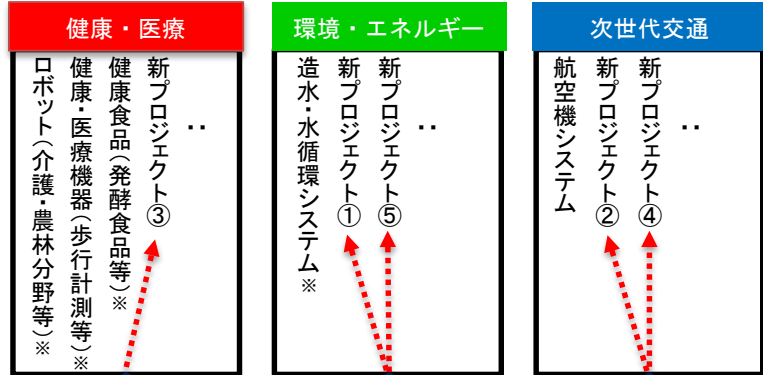 健康・医療
ロボット（介護・農林分野等）※
健康・医療機器（歩行計測等）※
健康食品（発酵食品等）※
新プロジェクト③
‥
環境・エネルギー
造水・水循環システム※
新プロジェクト①
新プロジェクト⑤
‥
次世代交通
航空機システム
新プロジェクト②
新プロジェクト④
‥